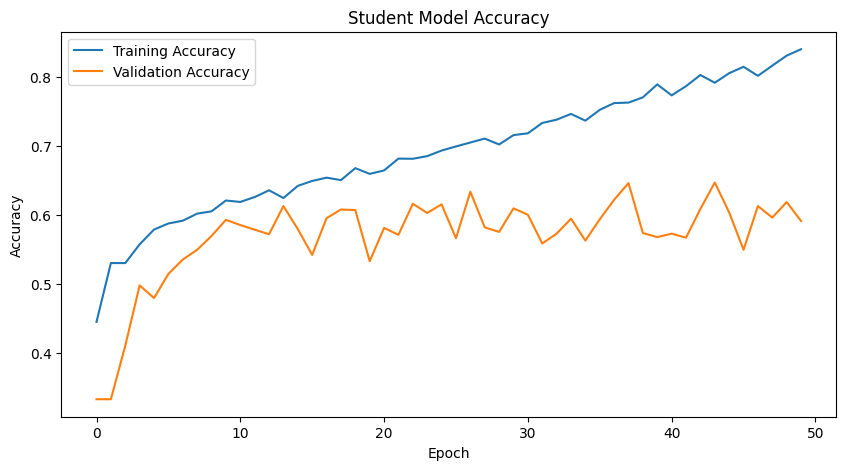 Student Model Accuracy
Training Accuracy
Validation Accuracy
Accuracy
0.8
0.7
0.6
0.5
0.4
0 10 20 30 40 50
Epoch